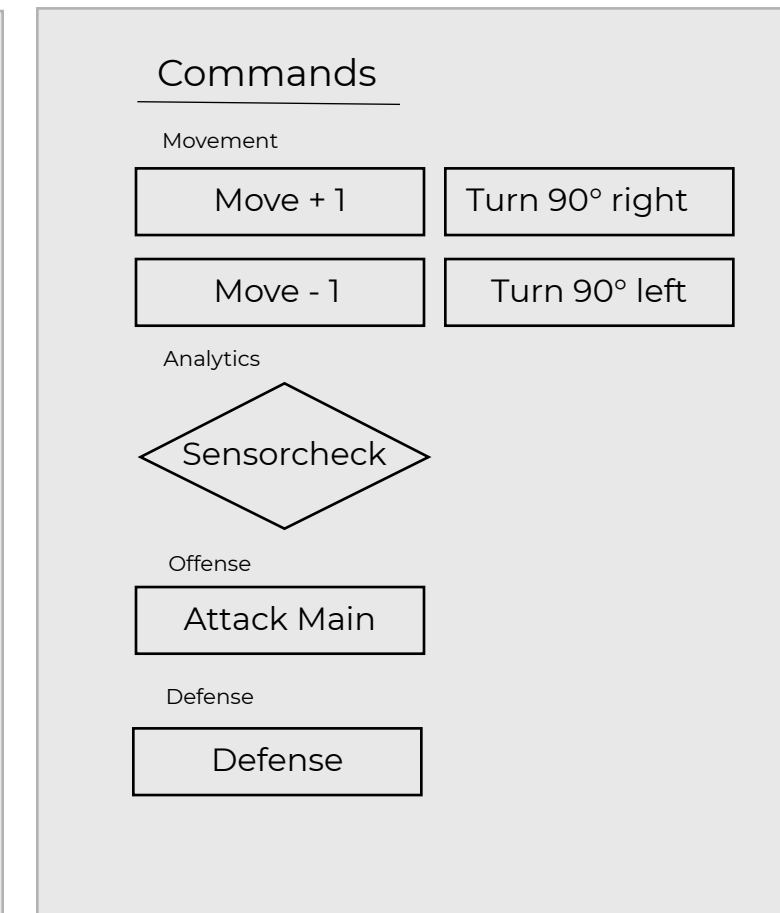 Commands
Movement
Move + 1
Turn 90° right
Move - 1
Turn 90° left
Analytics
Sensorcheck
Offense
Attack Main
Defense
Defense